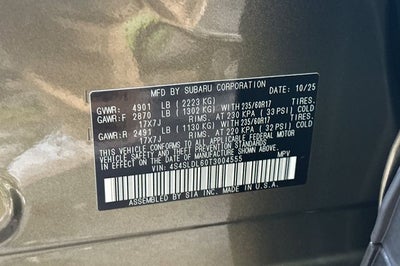 MFD BY SUBARU CORPORATION DATE 10/25
GVWR: 4901 LB (2223 KG)
GAWR:F 2870 LB (1302 KG) WITH 235/60R17 TIRES.
17X7J RIMS. AT 230 KPA (33 PSI) COLD
GAWR:R 2491 LB (1130 KG) WITH 235/60R17 TIRES.
17X7J RIMS. AT 220 KPA (32 PSI) COLD
THIS VEHICLE CONFORMS TO ALL APPLICABLE FEDERAL MOTOR
VEHICLE SAFETY AND THEFT PREVENTION STANDARDS
IN EFFECT ON THE DATE OF MANUFACTURE SHOWN ABOVE.
VIN: 4S4SLDL60T3004555 MPV
ASSEMBLED BY SIA INC. MADE IN U.S.A.